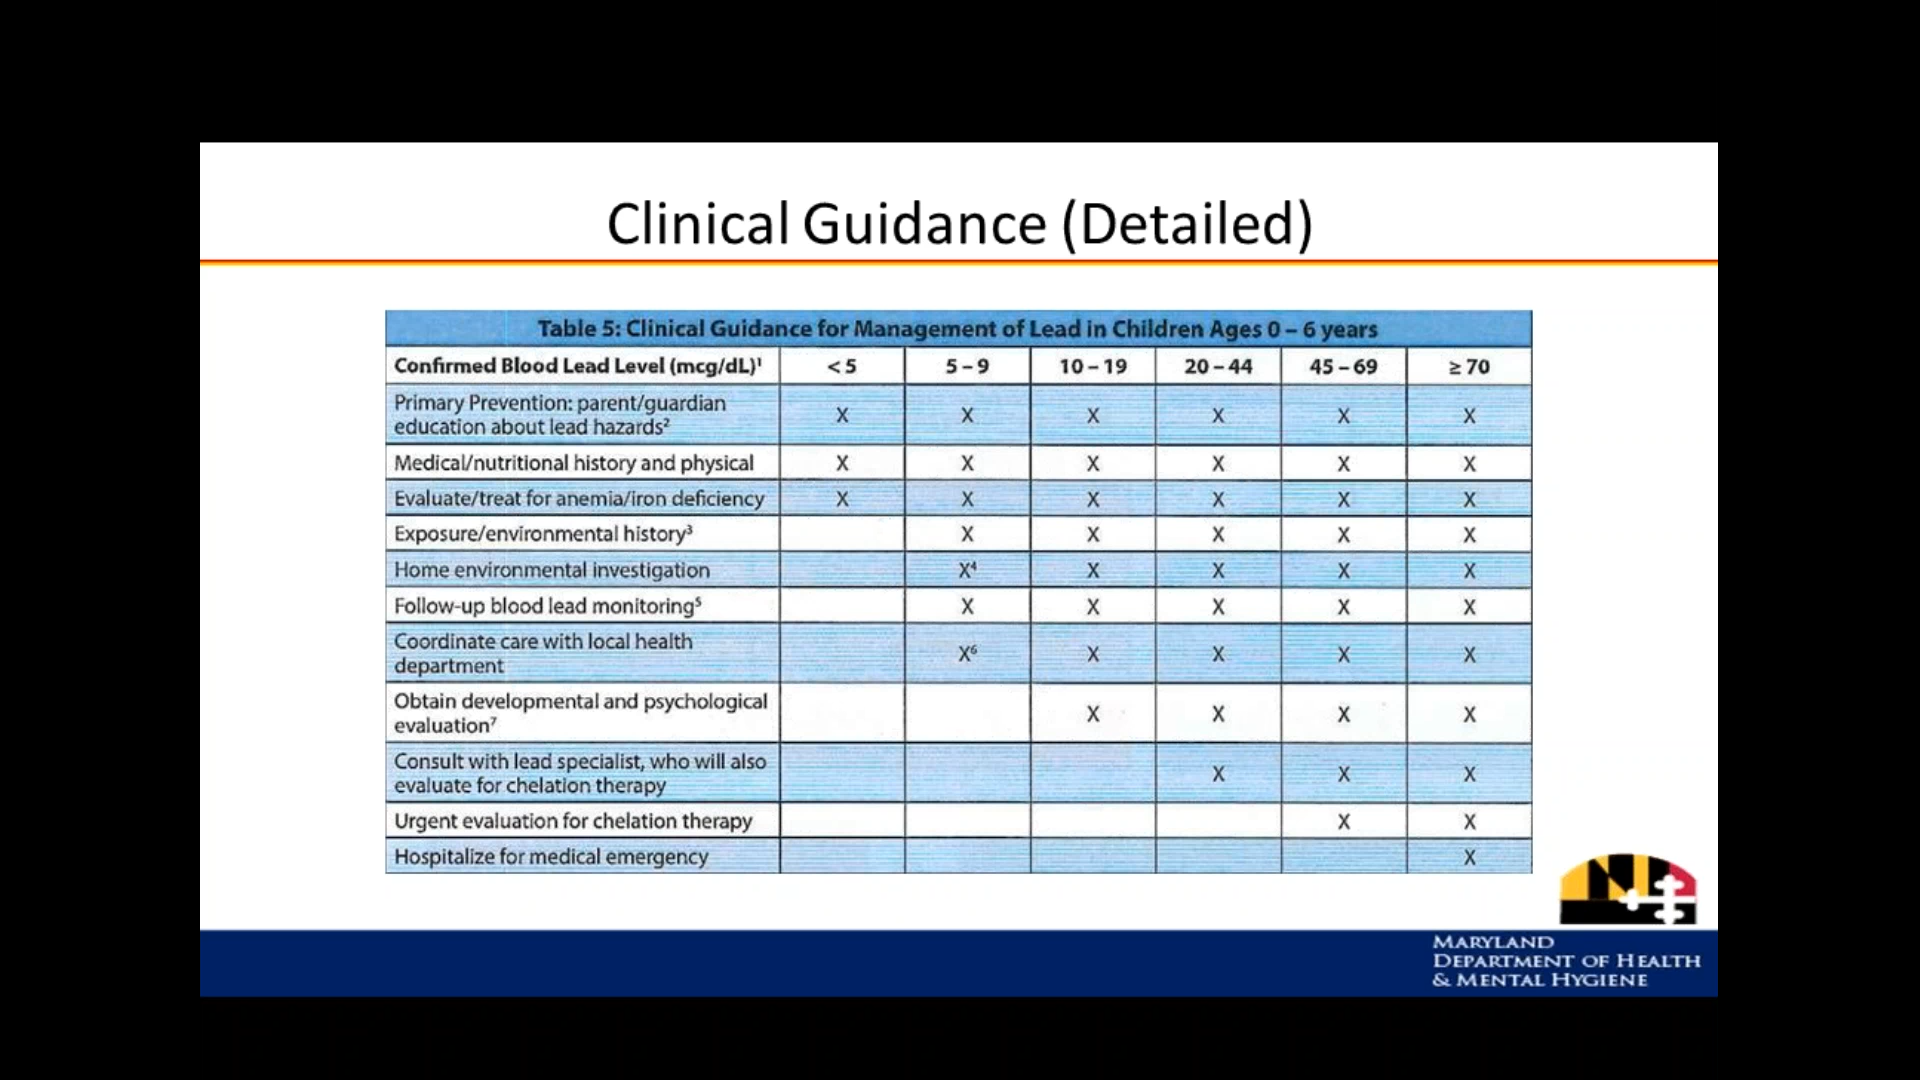 Clinical Guidance (Detailed)
Table 5: Clinical Guidance for Management of Lead in Children Ages 0 – 6 years
Confirmed Blood Lead Level (mcg/dL)¹ < 5 5 – 9 10 – 19 20 – 44 45 – 69 ≥ 70
Primary Prevention: parent/guardian
education about lead hazards² X X X X X X
Medical/nutritional history and physical X X X X X X
Evaluate/treat for anemia/iron deficiency X X X X X X
Exposure/environmental history³ X X X X X
Home environmental investigation X⁴ X X X X
Follow-up blood lead monitoring⁵ X X X X X
Coordinate care with local health
department X⁶ X X X X
Obtain developmental and psychological
evaluation⁷ X X X X
Consult with lead specialist, who will also
evaluate for chelation therapy X X X
Urgent evaluation for chelation therapy X X
Hospitalize for medical emergency X
MARYLAND
DEPARTMENT OF HEALTH
& MENTAL HYGIENE